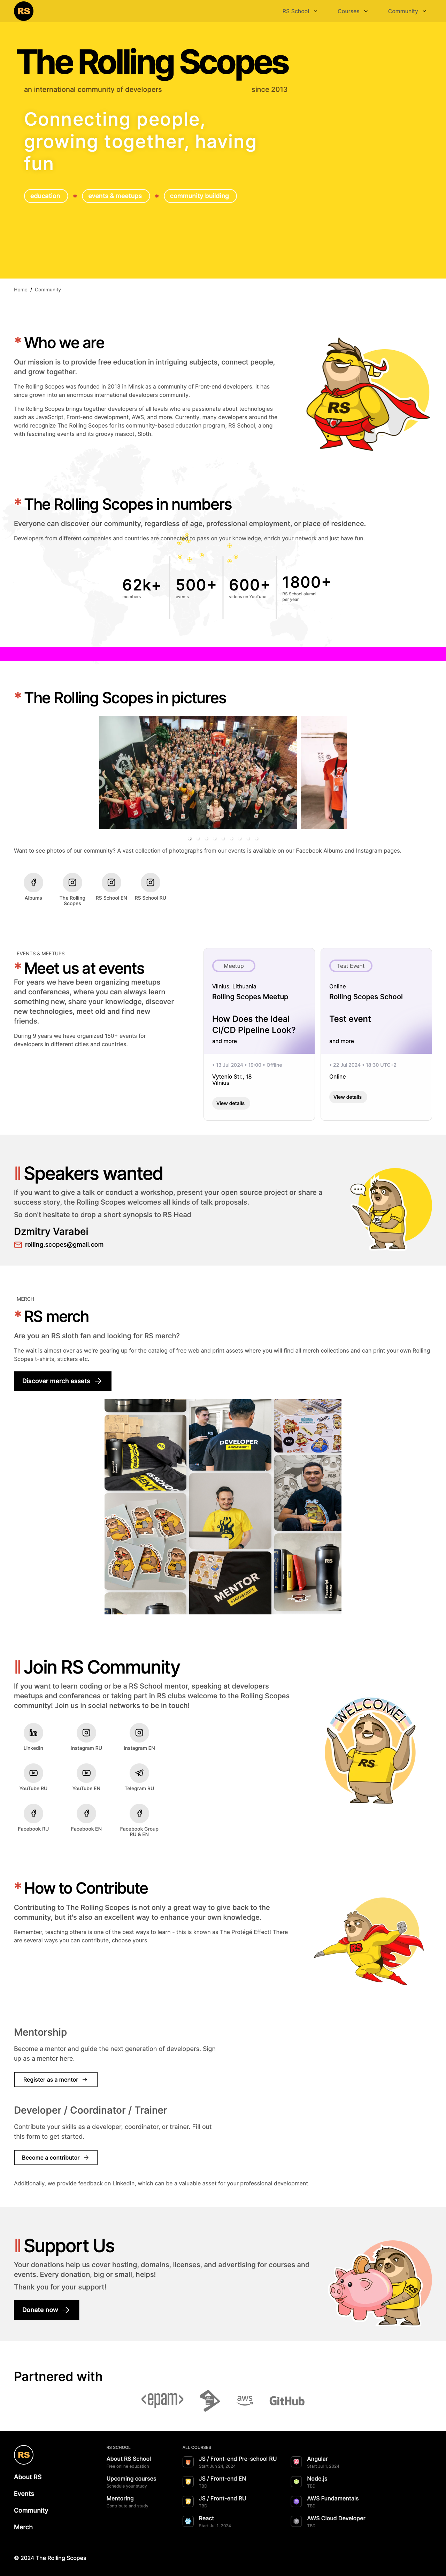 RS
RS School
Courses
Community
The Rolling Scopes
an international community of developers
since 2013
Connecting people,
growing together, having
fun
education
events & meetups
community building
Home / Community
* Who we are
Our mission is to provide free education in intriguing subjects, connect people,
and grow together.
The Rolling Scopes was founded in 2013 in Minsk as a community of Front-end developers. It has
since grown into an enormous international developers community.
The Rolling Scopes brings together developers of all levels who are passionate about technologies
such as JavaScript, Front-end development, AWS, and more. Currently, many developers around the
world recognize The Rolling Scopes for its community-based education program, RS School, along
with fascinating events and its groovy mascot, Sloth.
RS
* The Rolling Scopes in numbers
Everyone can discover our community, regardless of age, professional employment, or place of residence.
Developers from different companies and countries are connected to pass on your knowledge, enrich your network and just have fun.
62k+
members
500+
events
600+
videos on YouTube
1800+
RS School alumni
per year
* The Rolling Scopes in pictures
Want to see photos of our community? A vast collection of photographs from our events is available on our Facebook Albums and Instagram pages.
Albums
The Rolling
Scopes
RS School EN
RS School RU
EVENTS & MEETUPS
* Meet us at events
For years we have been organizing meetups
and conferences, where you can always learn
something new, share your knowledge, discover
new technologies, meet old and find new
friends.
During 9 years we have organized 150+ events for
developers in different cities and countries.
Meetup
Vilnius, Lithuania
Rolling Scopes Meetup
How Does the Ideal
CI/CD Pipeline Look?
and more
• 13 Jul 2024 • 18:00 • Offline
Vytenio Str., 18
Vilnius
View details
Test Event
Online
Rolling Scopes School
Test event
and more
• 22 Jul 2024 • 18:30 UTC+2
Online
View details
Speakers wanted
If you want to give a talk or conduct a workshop, present your open source project or share a
success story, the Rolling Scopes welcomes all kinds of talk proposals.
So don't hesitate to drop a short synopsis to RS Head
Dzmitry Varabei
rolling.scopes@gmail.com
MERCH
* RS merch
Are you an RS sloth fan and looking for RS merch?
The wait is almost over as we're gearing up for the catalog of free web and print assets where you will find all merch collections and can print your own Rolling
Scopes t-shirts, stickers etc.
Discover merch assets
DEVELOPER
MENTOR
RS
Join RS Community
If you want to learn coding or be a RS School mentor, speaking at developers
meetups and conferences or taking part in RS clubs welcome to the Rolling Scopes
community! Join us in social networks to be in touch!
WELCOME!
RS
LinkedIn
Instagram RU
Instagram EN
YouTube RU
YouTube EN
Telegram RU
Facebook RU
Facebook EN
Facebook Group
RU & EN
* How to Contribute
Contributing to The Rolling Scopes is not only a great way to give back to the
community, but it's also an excellent way to enhance your own knowledge.
Remember, teaching others is one of the best ways to learn - this is known as The Protégé Effect! There
are several ways you can contribute, choose yours.
RS
Mentorship
Become a mentor and guide the next generation of developers. Sign
up as a mentor here.
Register as a mentor
Developer / Coordinator / Trainer
Contribute your skills as a developer, coordinator, or trainer. Fill out
this form to get started.
Become a contributor
Additionally, we provide feedback on LinkedIn, which can be a valuable asset for your professional development.
Support Us
Your donations help us cover hosting, domains, licenses, and advertising for courses and
events. Every donation, big or small, helps!
Thank you for your support!
Donate now
RS
Partnered with
<epam>
aws
GitHub
RS
About RS
Events
Community
Merch
RS SCHOOL
About RS School
Free online education
Upcoming courses
Schedule your study
Mentoring
Contribute and study
ALL COURSES
JS / Front-end Pre-school RU
Start Jun 24, 2024
JS / Front-end EN
TBD
JS / Front-end RU
TBD
React
Start Jul 1, 2024
Angular
Start Jul 1, 2024
Node.js
TBD
AWS Fundamentals
TBD
AWS Cloud Developer
TBD
© 2024 The Rolling Scopes